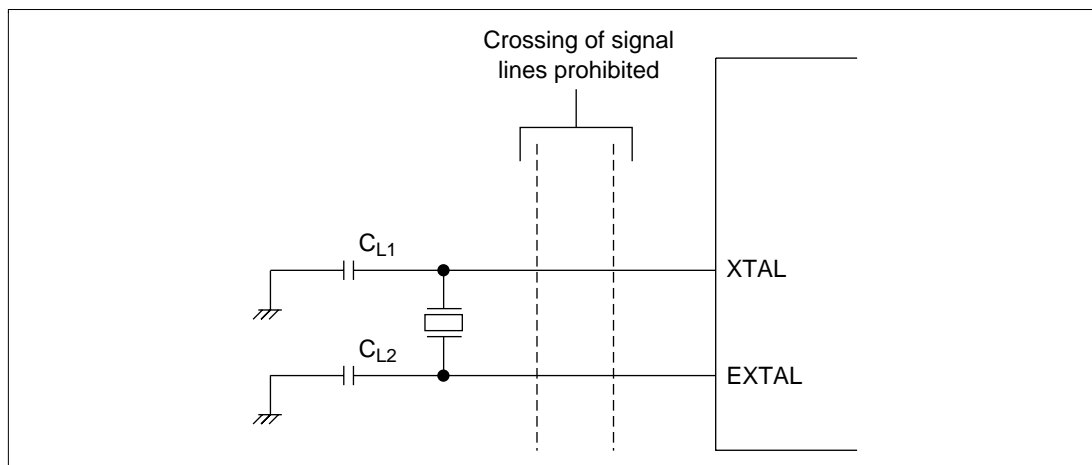 Crossing of signal
lines prohibited
CL1
XTAL
CL2
EXTAL